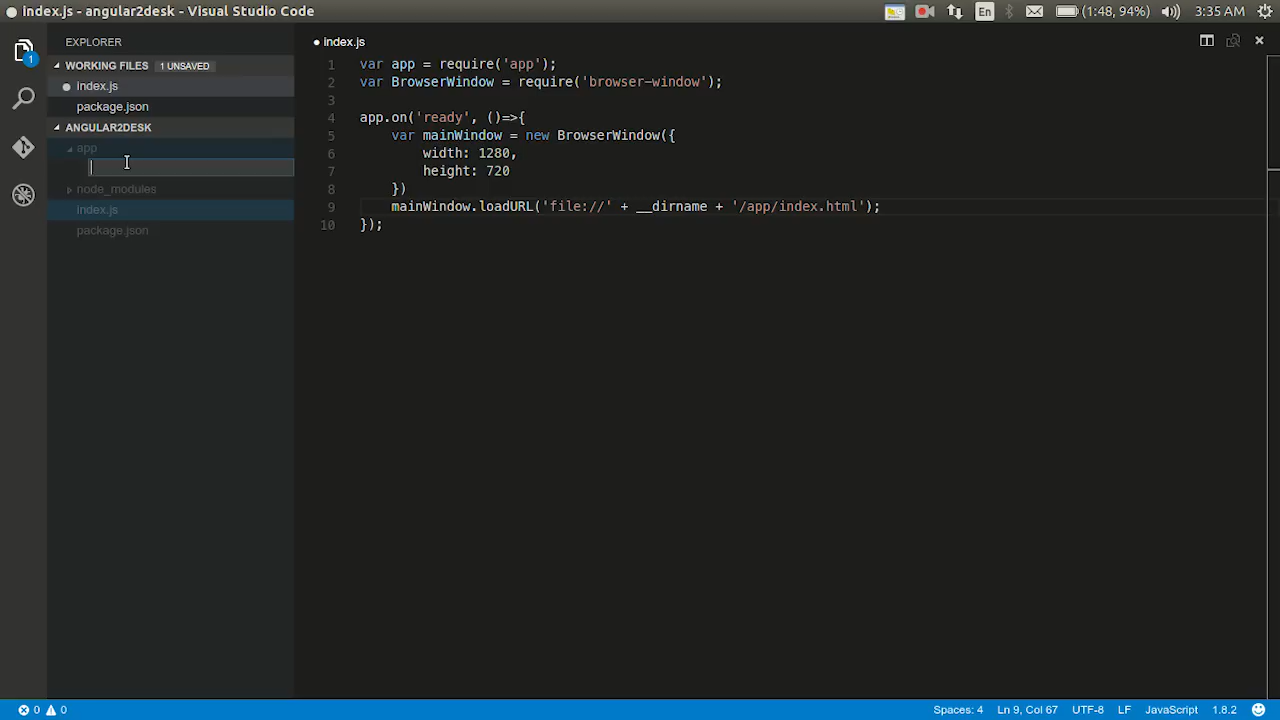 index.js - angular2desk - Visual Studio Code
En
(1:48, 94%)
3:35 AM
EXPLORER
WORKING FILES 1 UNSAVED
index.js
package.json
ANGULAR2DESK
app
node_modules
index.js
package.json
1
index.js
1 var app = require('app');
2 var BrowserWindow = require('browser-window');
3
4 app.on('ready', ()=>{
5 var mainWindow = new BrowserWindow({
6 width: 1280,
7 height: 720
8 })
9 mainWindow.loadURL('file://' + __dirname + '/app/index.html');
10 });
0 0
Spaces: 4 Ln 9, Col 67 UTF-8 LF JavaScript 1.8.2